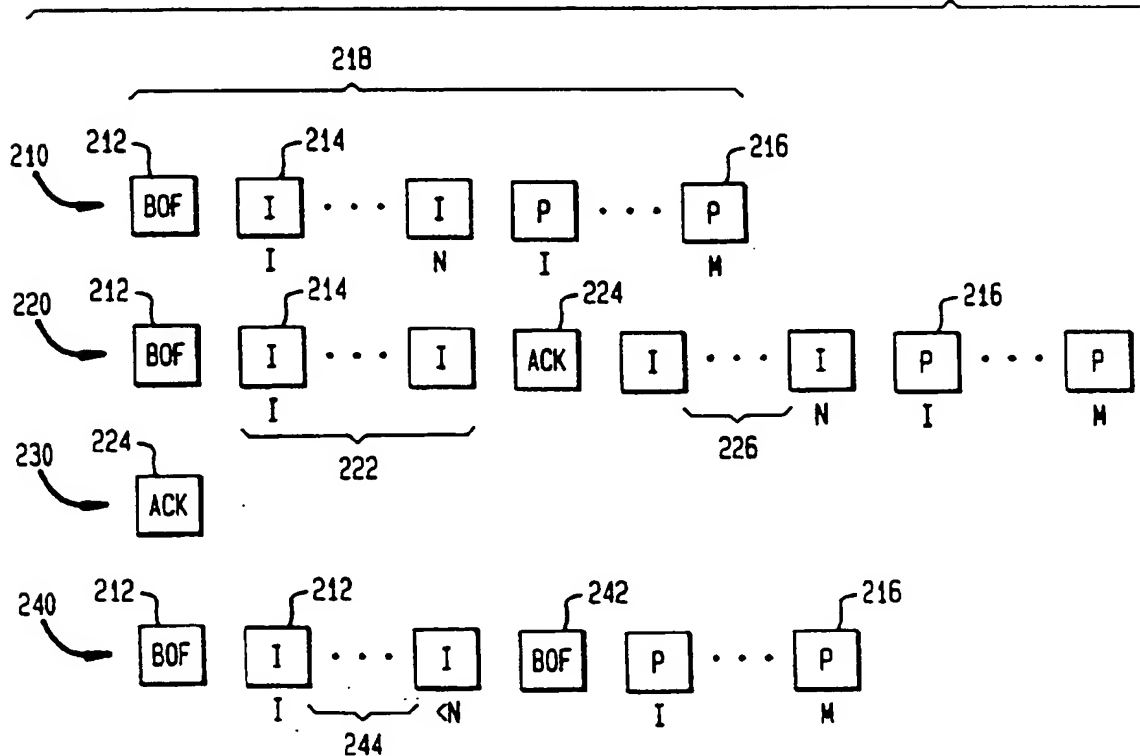 218
212 214 216
210
BOF I · · · I P · · · P
I N I M
212 214 224 216
220
BOF I · · · I ACK I · · · I P · · · P
I N I M
222 226
224
230
ACK
212 212 242 216
240
BOF I · · · I BOF P · · · P
I <N I M
244